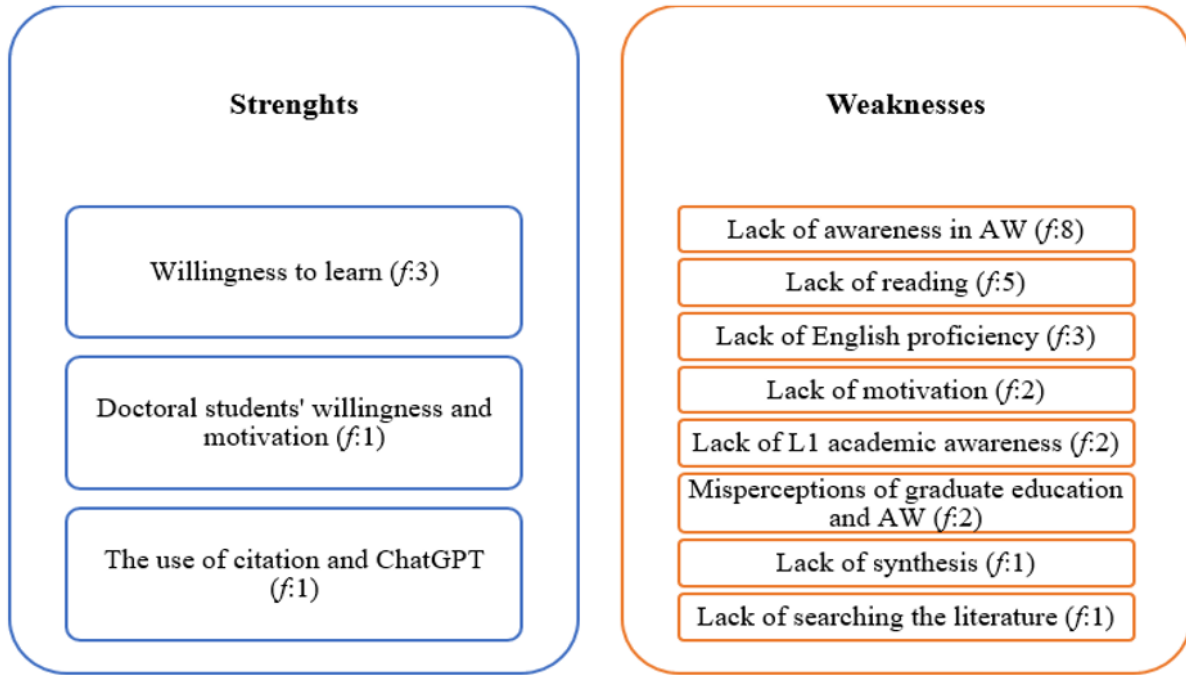 Strenghts
Willingness to learn (f:3)
Doctoral students' willingness and
motivation (f:1)
The use of citation and ChatGPT
(f:1)
Weaknesses
Lack of awareness in AW (f:8)
Lack of reading (f:5)
Lack of English proficiency (f:3)
Lack of motivation (f:2)
Lack of L1 academic awareness (f:2)
Misperceptions of graduate education
and AW (f:2)
Lack of synthesis (f:1)
Lack of searching the literature (f:1)